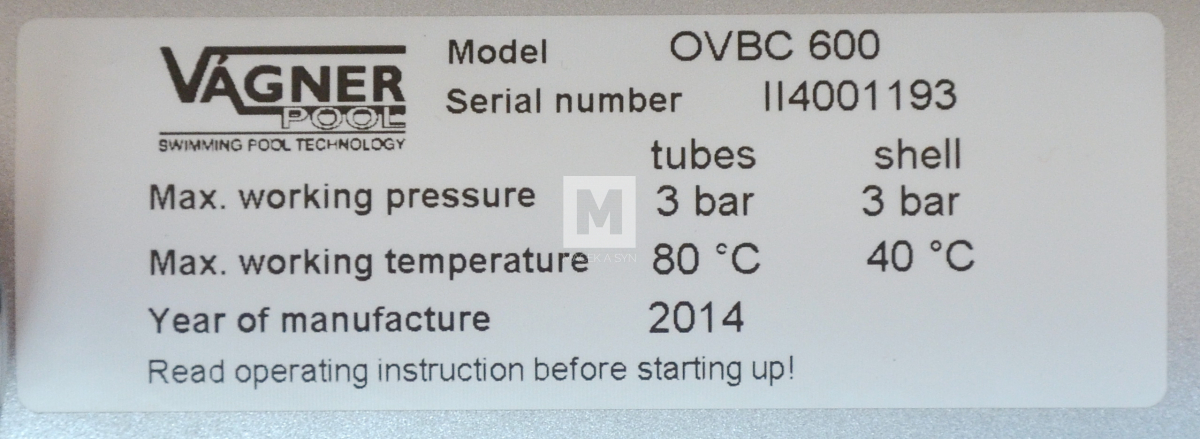 VÁGNER
POOL
SWIMMING POOL TECHNOLOGY
Model OVBC 600
Serial number II4001193
tubes shell
Max. working pressure 3 bar 3 bar
Max. working temperature 80 °C 40 °C
Year of manufacture 2014
Read operating instruction before starting up!
M